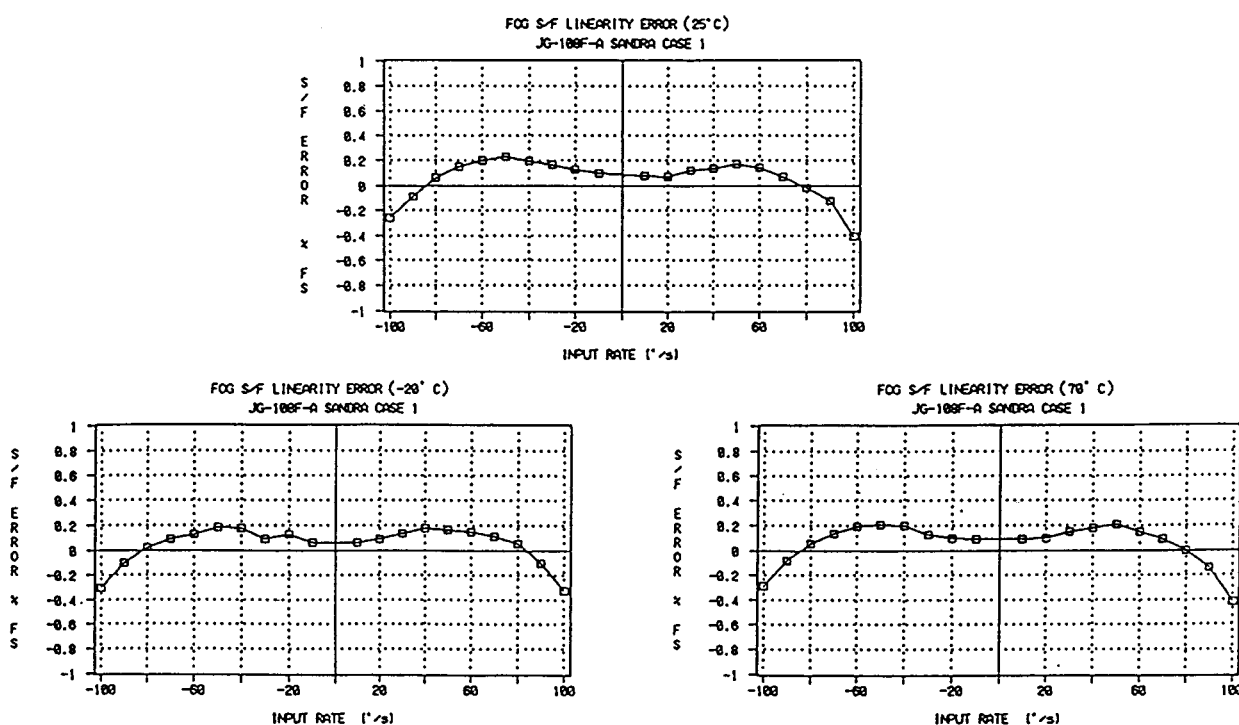 FOG S/F LINEARITY ERROR (25°C)
JG-108F-A SANDRA CASE 1
S/F ERROR % FS
1
0.8
0.6
0.4
0.2
0
-0.2
-0.4
-0.6
-0.8
-1
-100 -60 -20 20 60 100
INPUT RATE (°/s)
FOG S/F LINEARITY ERROR (-20° C)
JG-108F-A SANDRA CASE 1
S/F ERROR % FS
1
0.8
0.6
0.4
0.2
0
-0.2
-0.4
-0.6
-0.8
-1
-100 -60 -20 20 60 100
INPUT RATE (°/s)
FOG S/F LINEARITY ERROR (70° C)
JG-108F-A SANDRA CASE 1
S/F ERROR % FS
1
0.8
0.6
0.4
0.2
0
-0.2
-0.4
-0.6
-0.8
-1
-100 -60 -20 20 60 100
INPUT RATE (°/s)